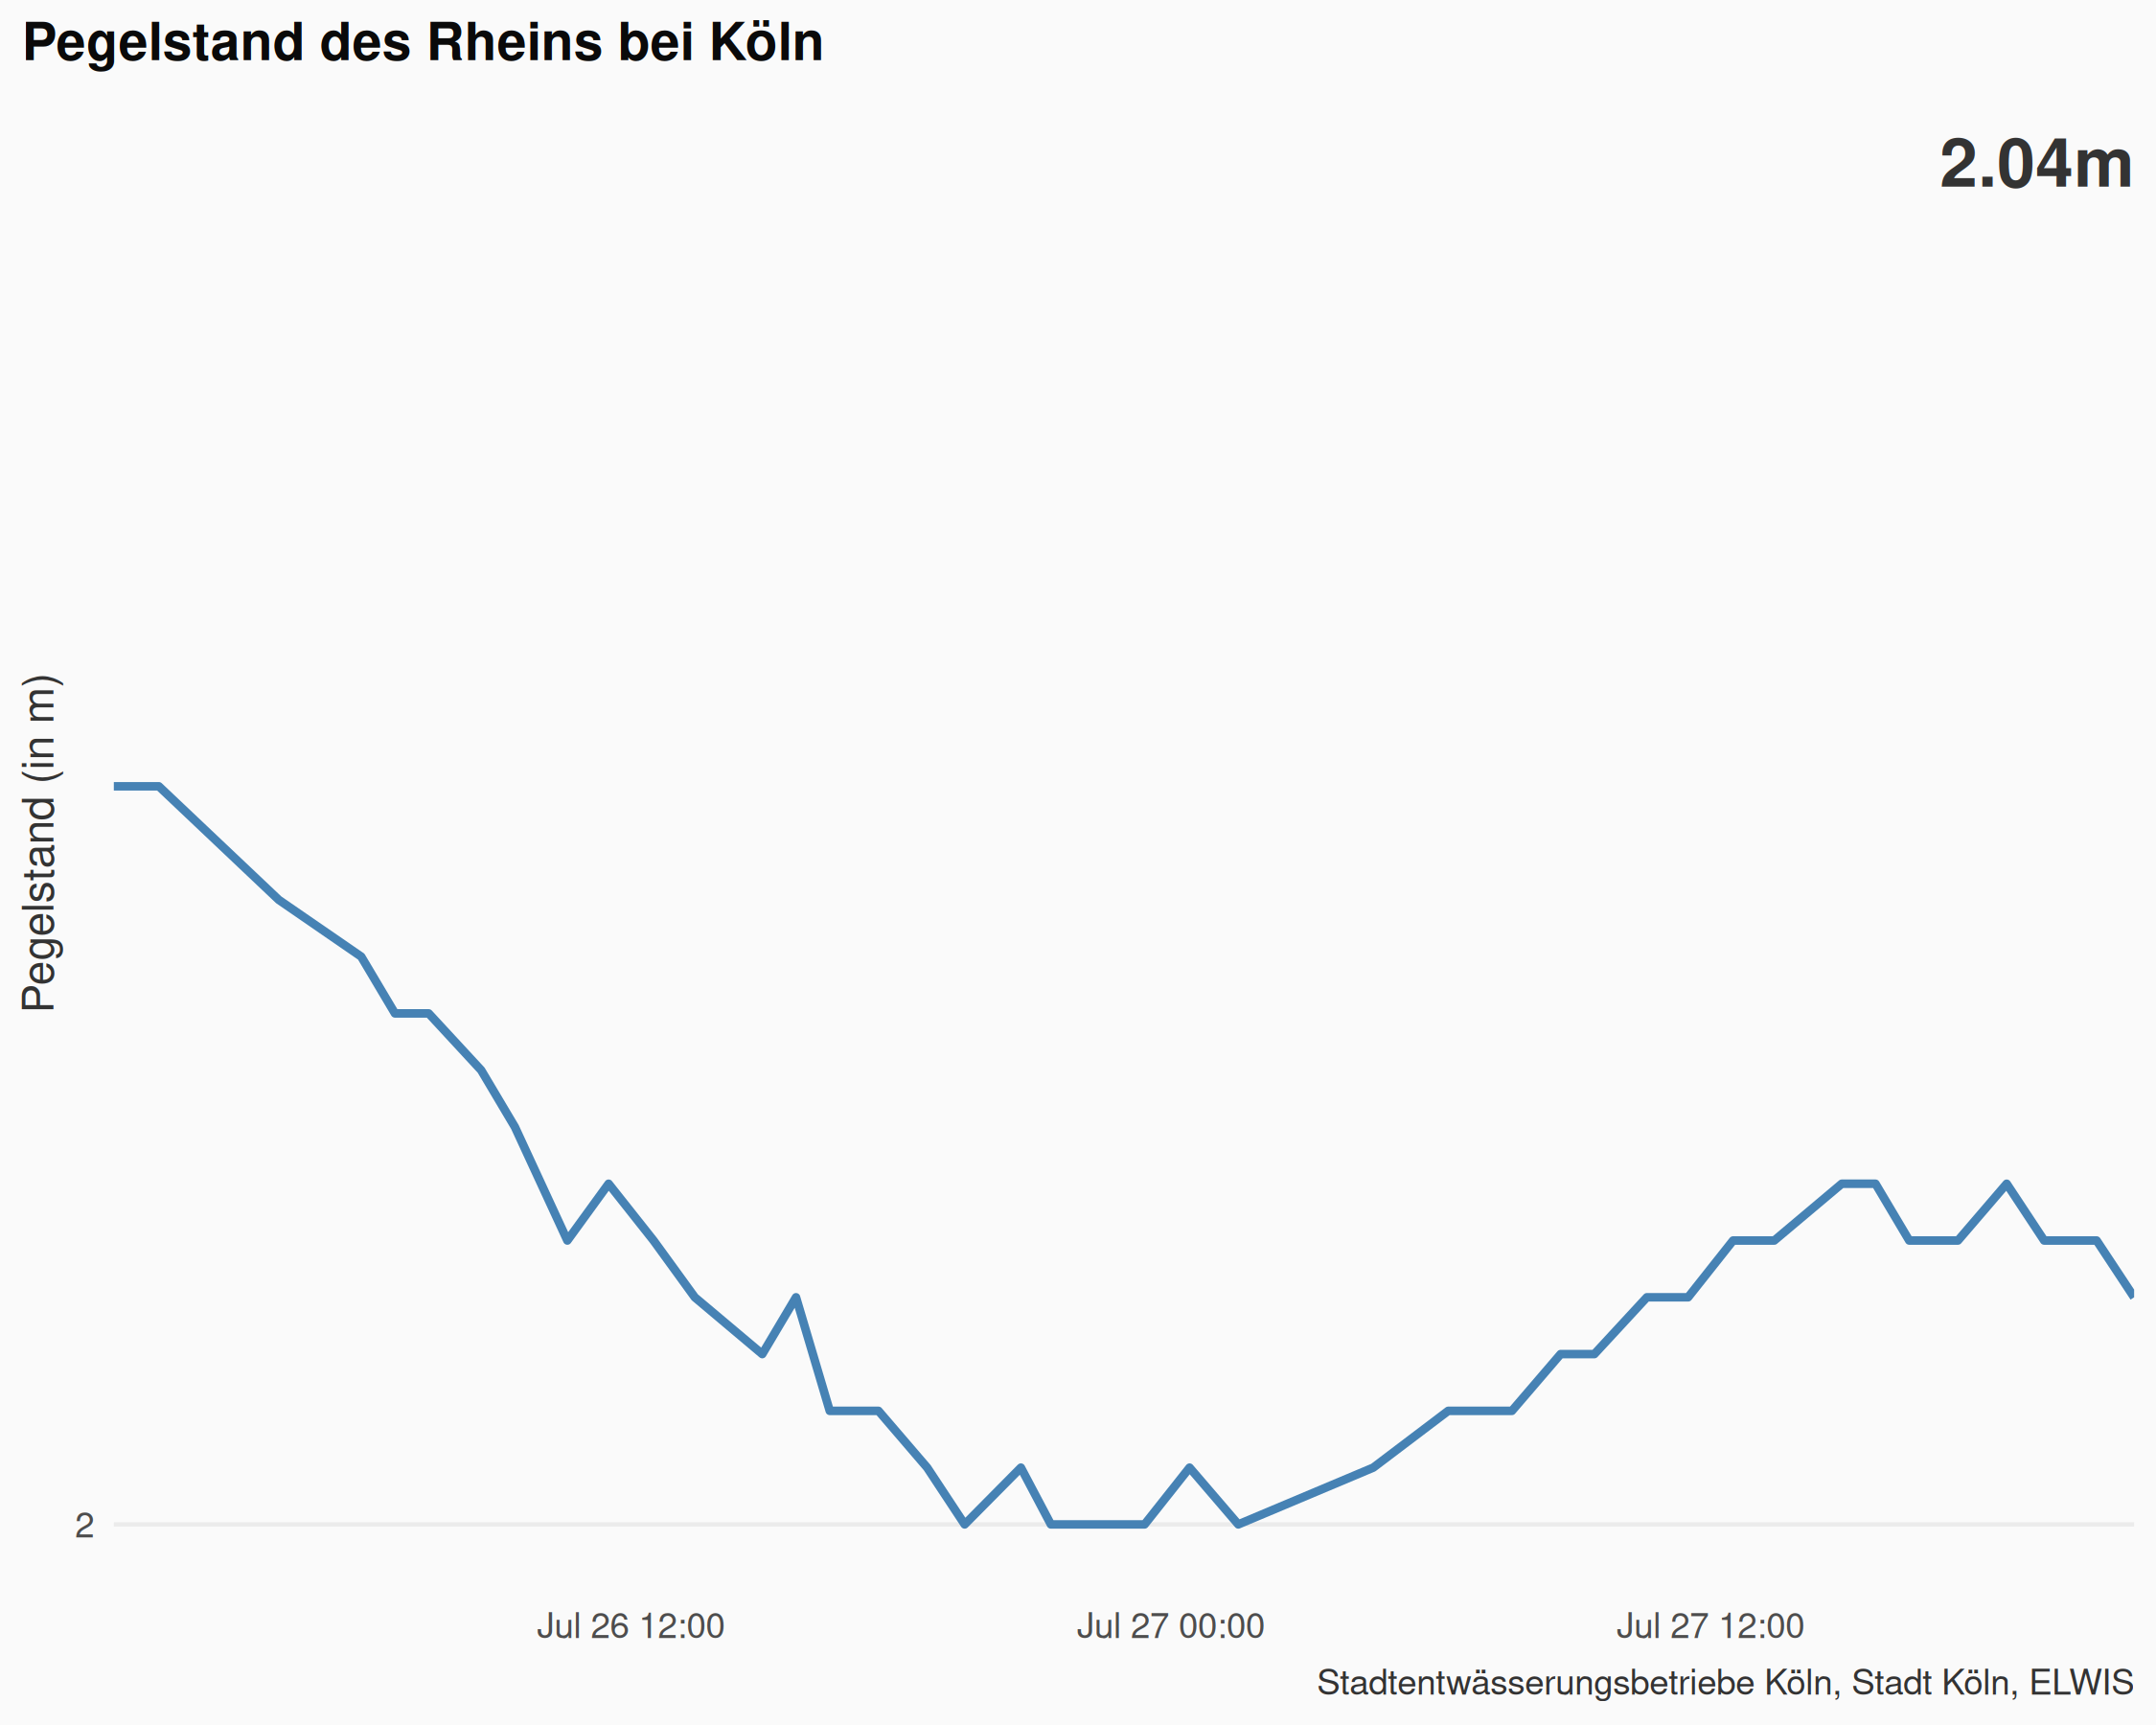 Pegelstand des Rheins bei Köln
2.04m
Pegelstand (in m)
2
Jul 26 12:00
Jul 27 00:00
Jul 27 12:00
Stadtentwässerungsbetriebe Köln, Stadt Köln, ELWIS